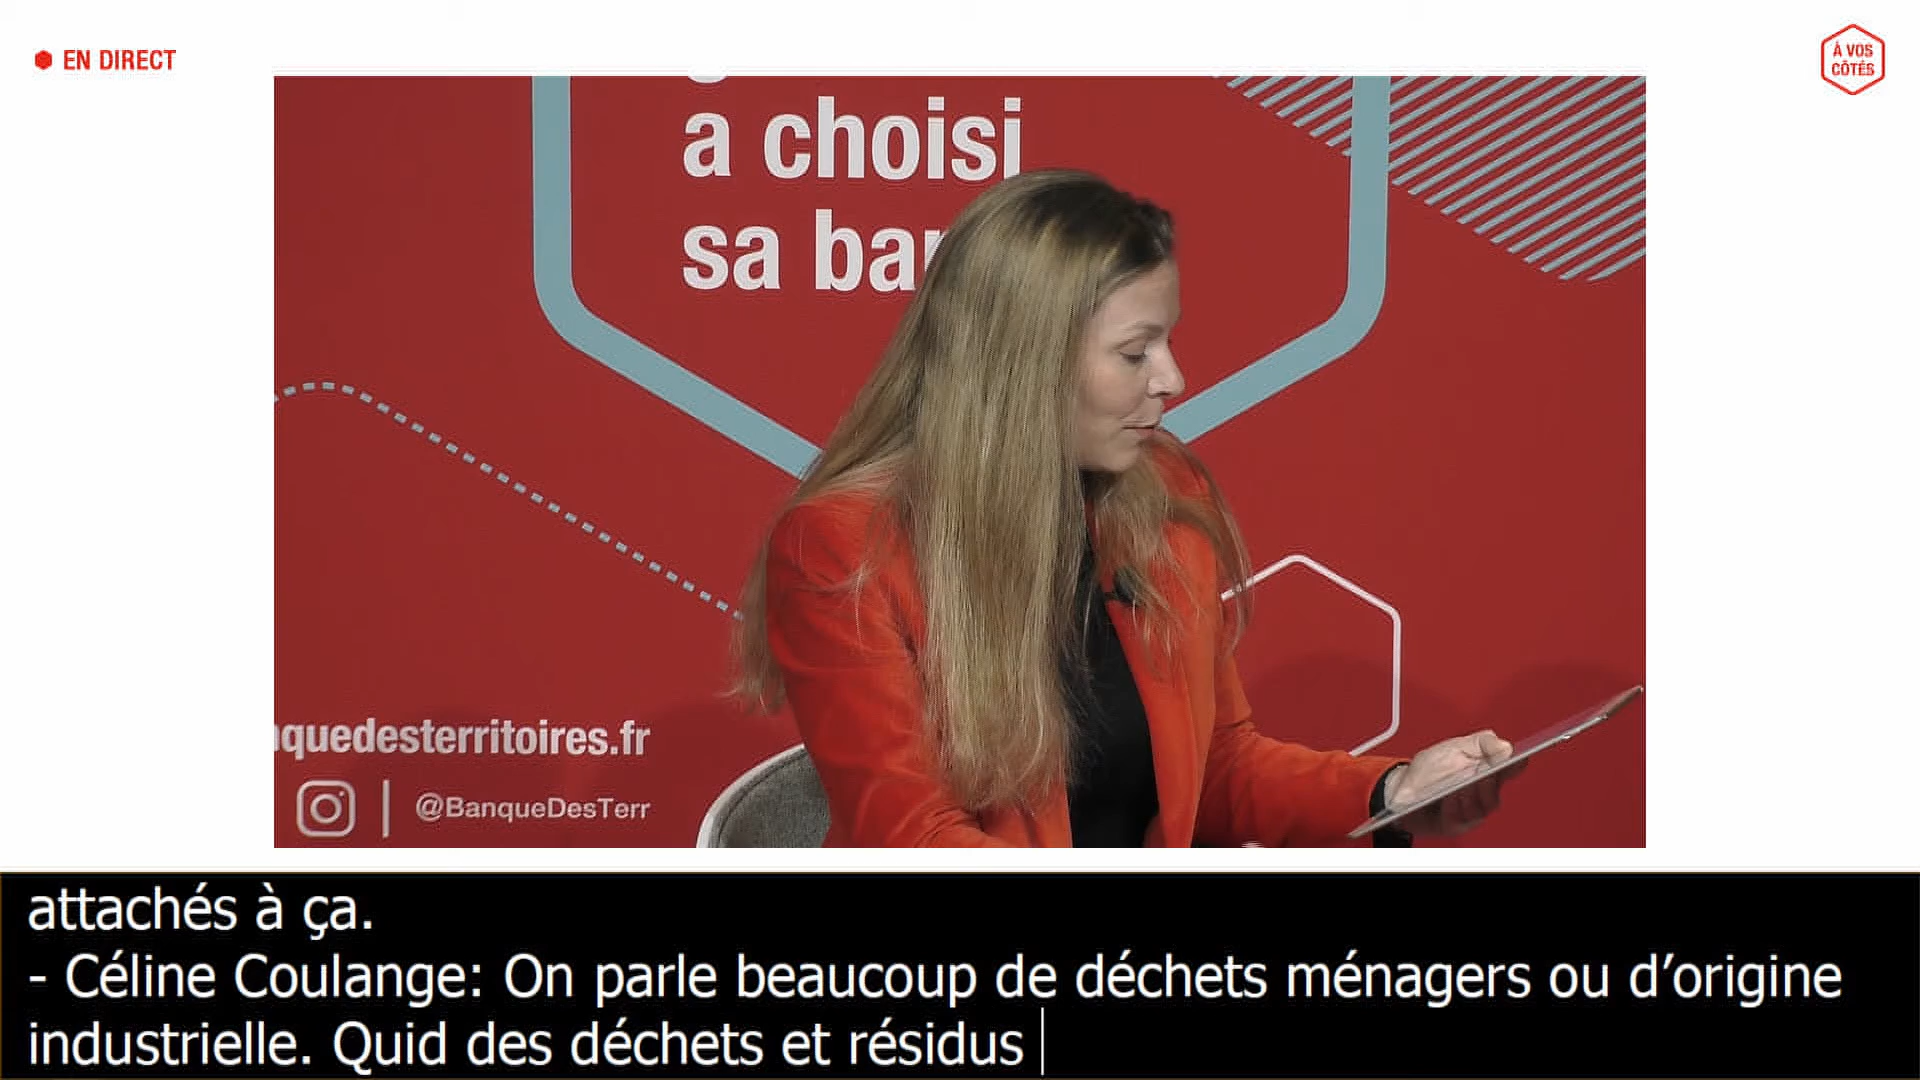 EN DIRECT
À VOS
CÔTÉS
a choisi
sa
quedesterritoires.fr
@BanqueDesTerr
attachés à ça.
- Céline Coulange: On parle beaucoup de déchets ménagers ou d’origine
industrielle. Quid des déchets et résidus